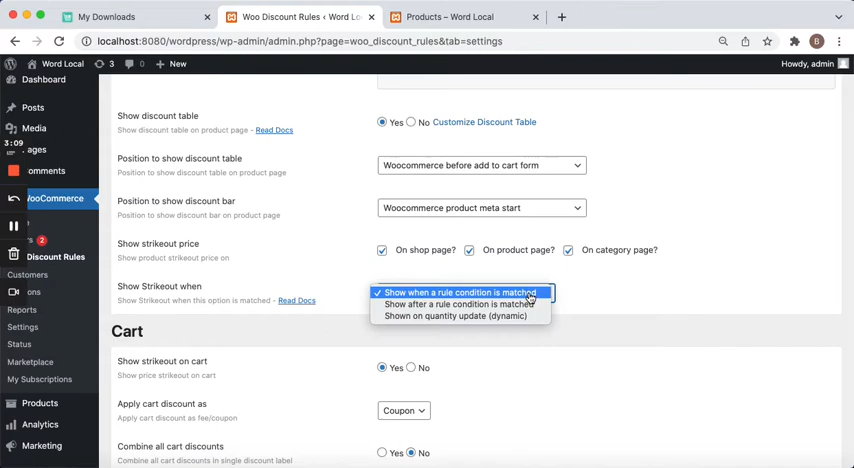 My Downloads
Woo Discount Rules ‹ Word Lo
Products – Word Local
localhost:8080/wordpress/wp-admin/admin.php?page=woo_discount_rules&tab=settings
B
Word Local
3
0
New
Howdy, admin
Dashboard
Posts
Media
3:09
ages
omments
ooCommerce
2
Discount Rules
Customers
ons
Reports
Settings
Status
Marketplace
My Subscriptions
Products
Analytics
Marketing
Show discount table
Show discount table on product page - Read Docs
Yes No Customize Discount Table
Position to show discount table
Position to show discount table on product page
Woocommerce before add to cart form
Position to show discount bar
Position to show discount bar on product page
Woocommerce product meta start
Show strikeout price
Show product strikeout price on
On shop page? On product page? On category page?
Show Strikeout when
Show Strikeout when this option is matched - Read Docs
Show when a rule condition is matched
Show after a rule condition is matched
Shown on quantity update (dynamic)
Cart
Show strikeout on cart
Show price strikeout on cart
Yes No
Apply cart discount as
Apply cart discount as fee/coupon
Coupon
Combine all cart discounts
Combine all cart discounts in single discount label
Yes No